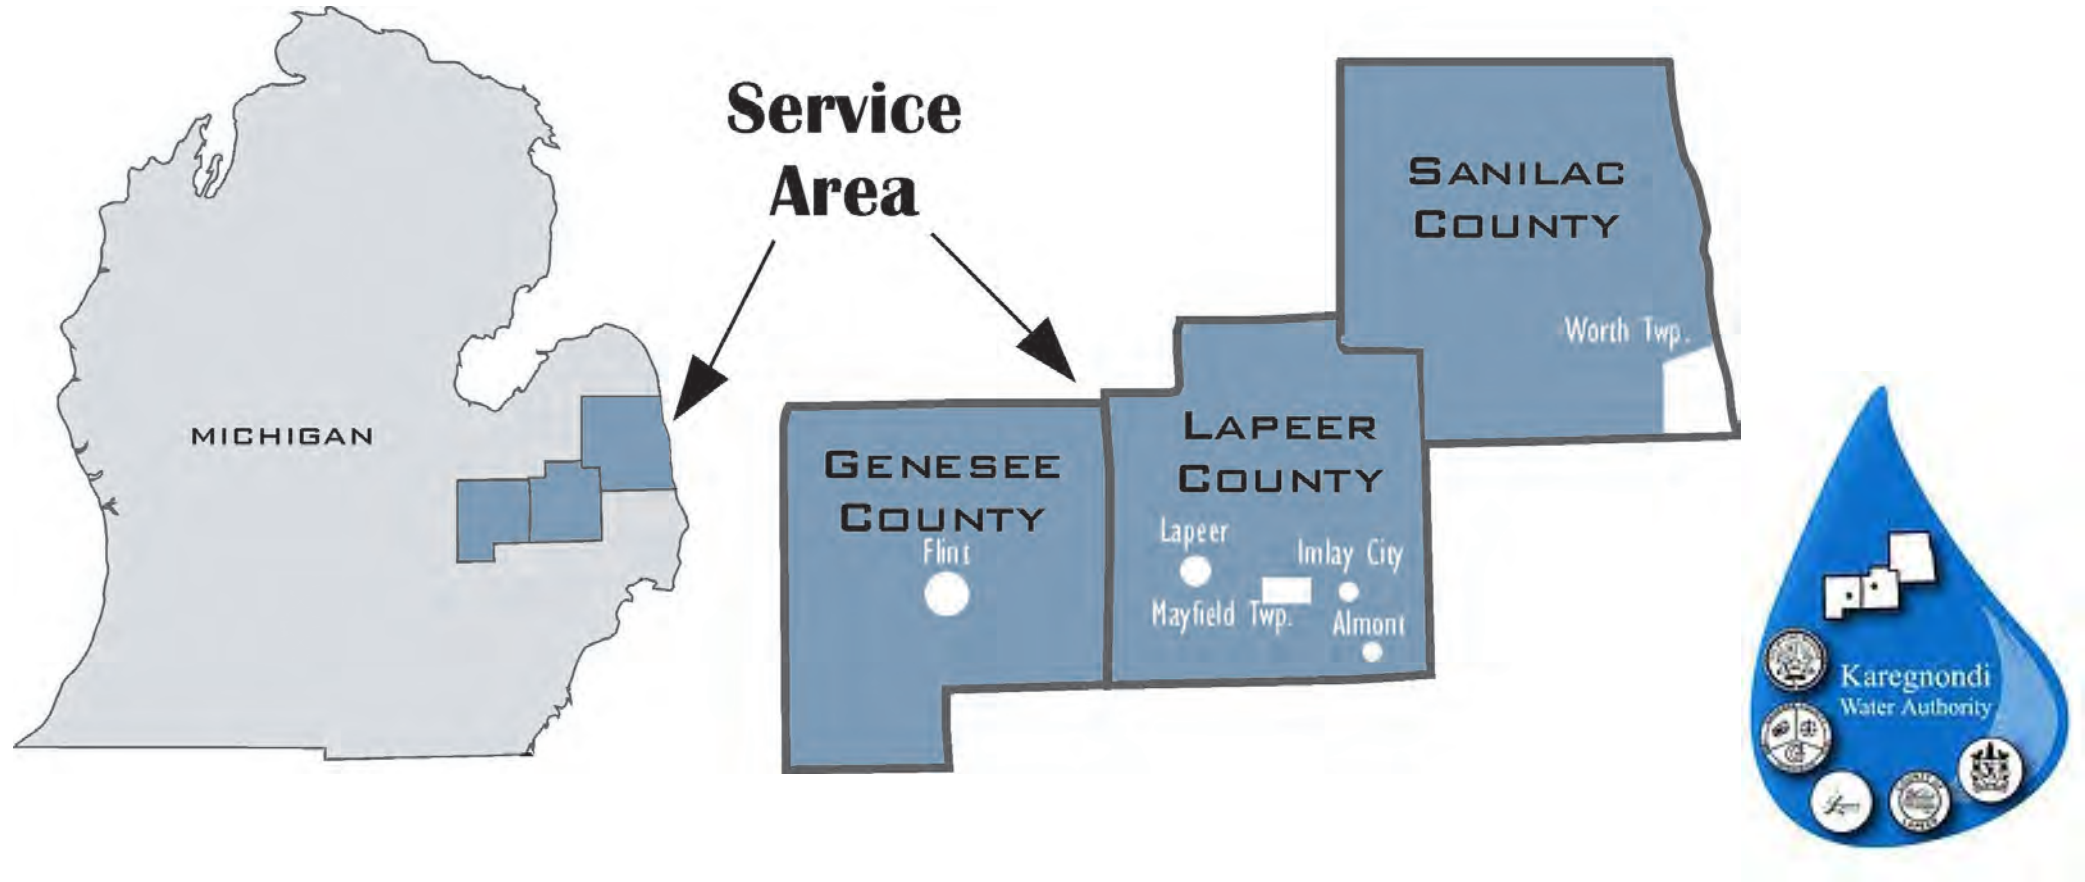 Service
Area
MICHIGAN
SANILAC
COUNTY
Worth Twp.
LAPEER
COUNTY
GENESEE
COUNTY
Flint
Lapeer
Imlay City
Mayfield Twp.
Almont
Karegnondi
Water Authority